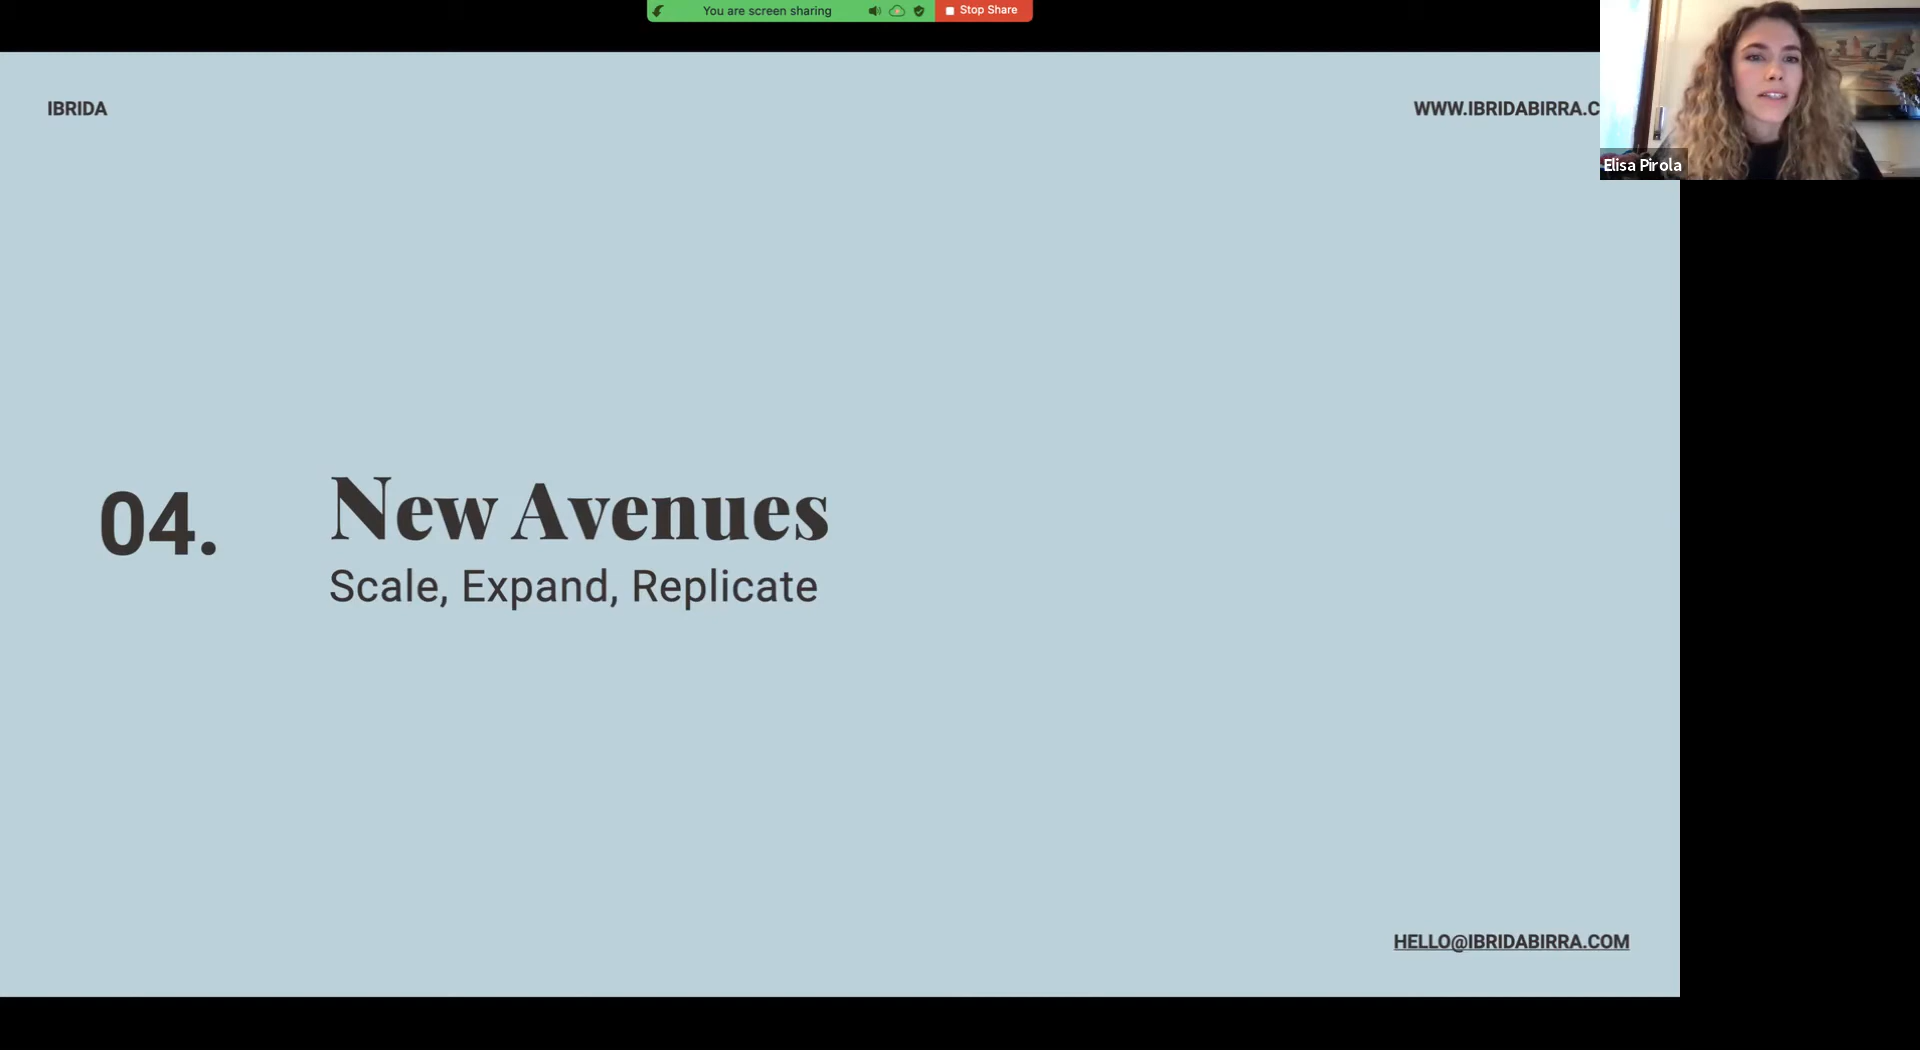 You are screen sharing
Stop Share
IBRIDA
WWW.IBRIDABIRRA.C
Elisa Pirola
04.
New Avenues
Scale, Expand, Replicate
HELLO@IBRIDABIRRA.COM